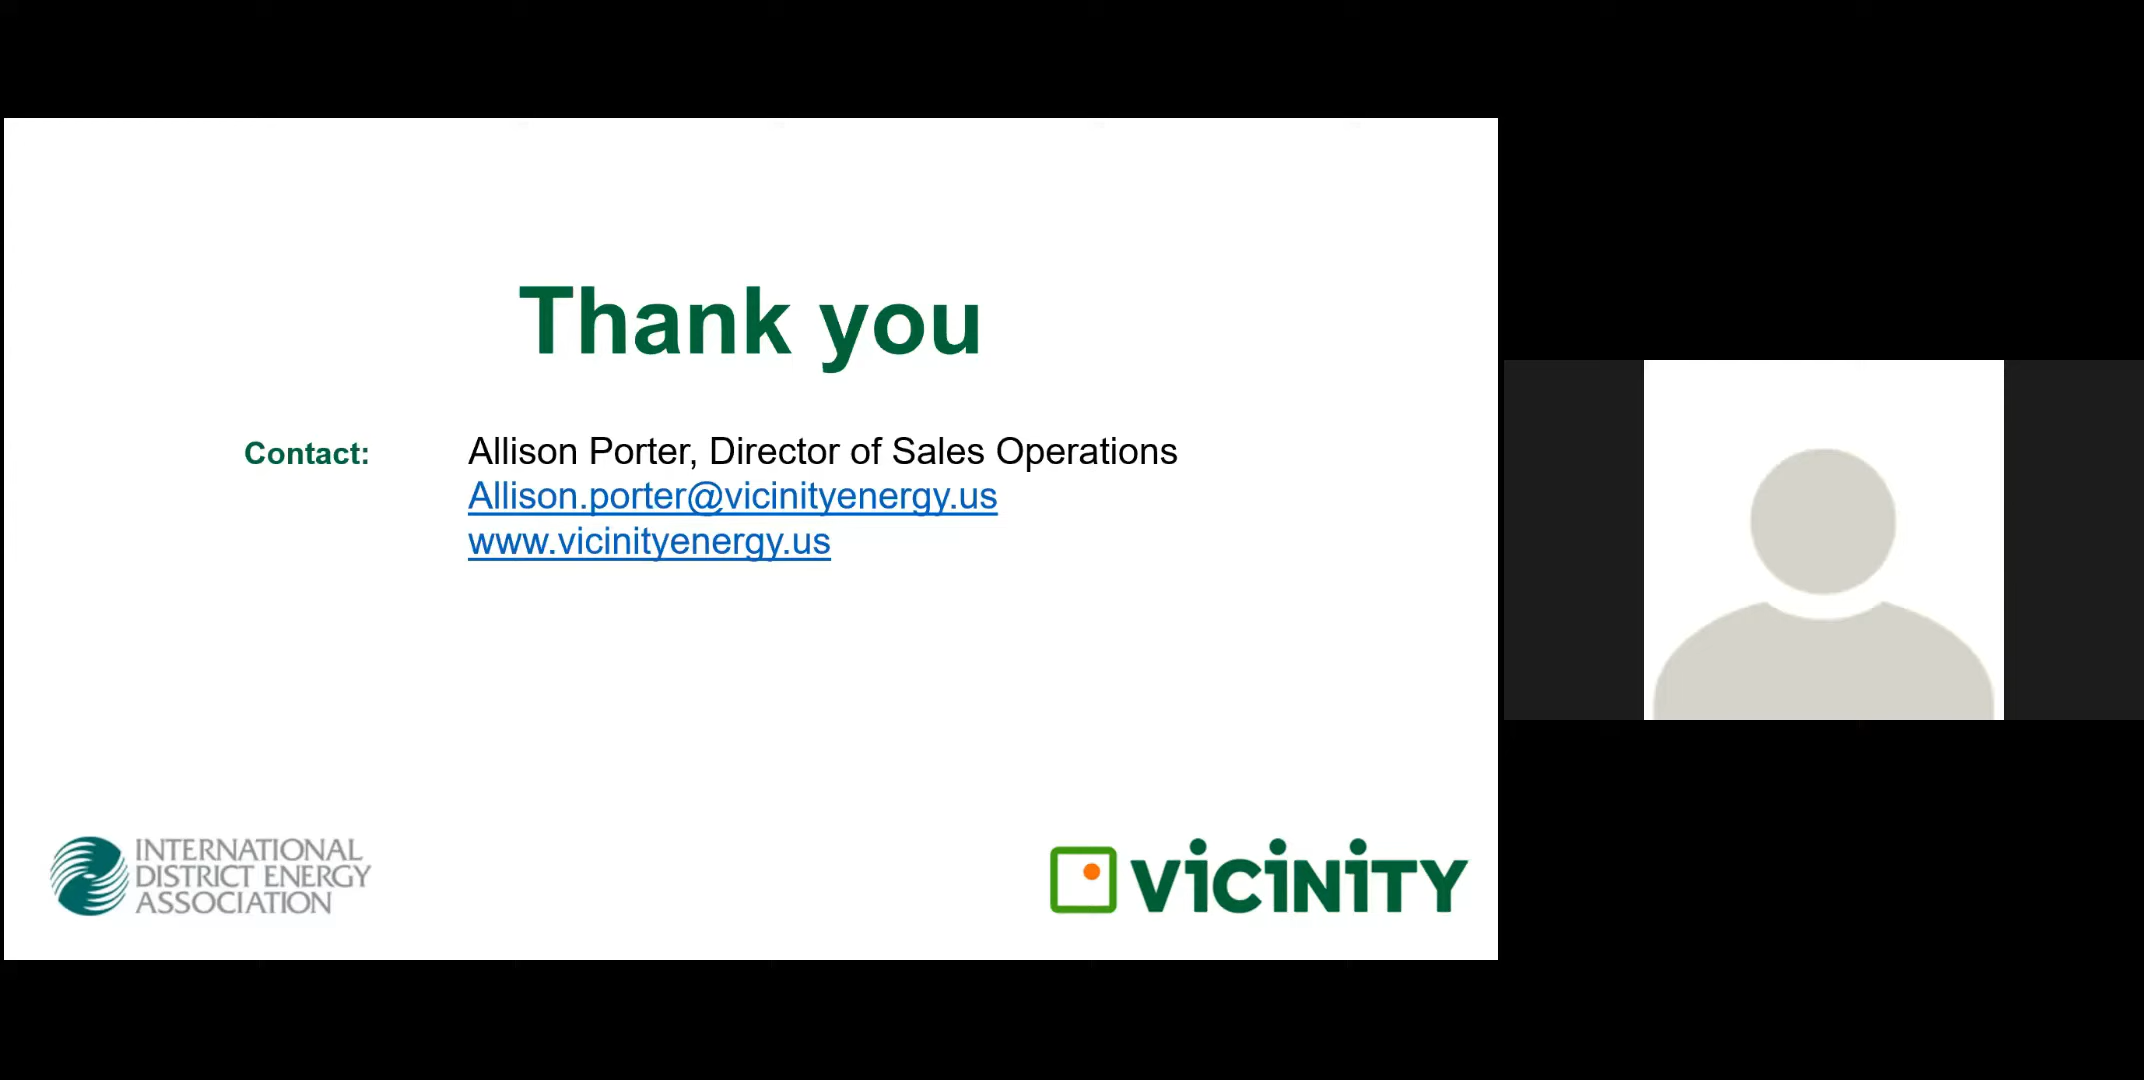 Thank you
Contact:
Allison Porter, Director of Sales Operations
Allison.porter@vicinityenergy.us
www.vicinityenergy.us
INTERNATIONAL
DISTRICT ENERGY
ASSOCIATION
VICINITY